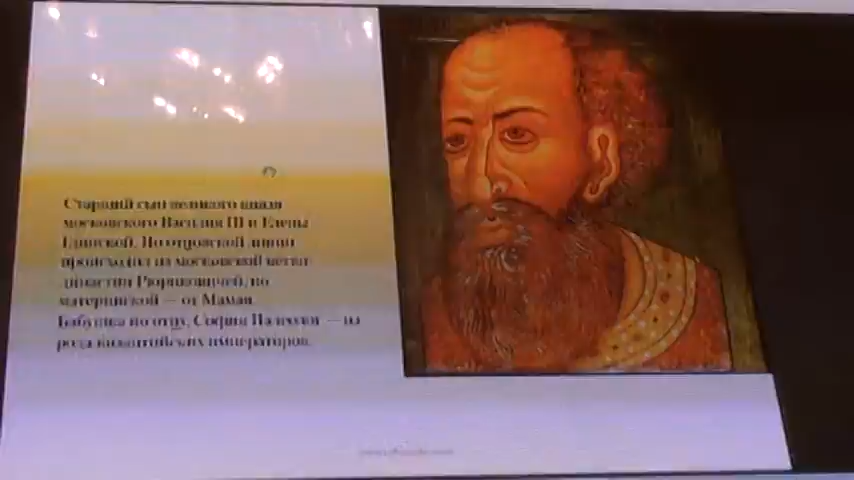 Старший сын великого князя
московского Василия III и Елены
Глинской. По отцовской линии
происходил из московской ветви
династии Рюриковичей, по
материнской — от Мамая.
Бабушка по отцу, Софья Палеолог — из
рода византийских императоров.